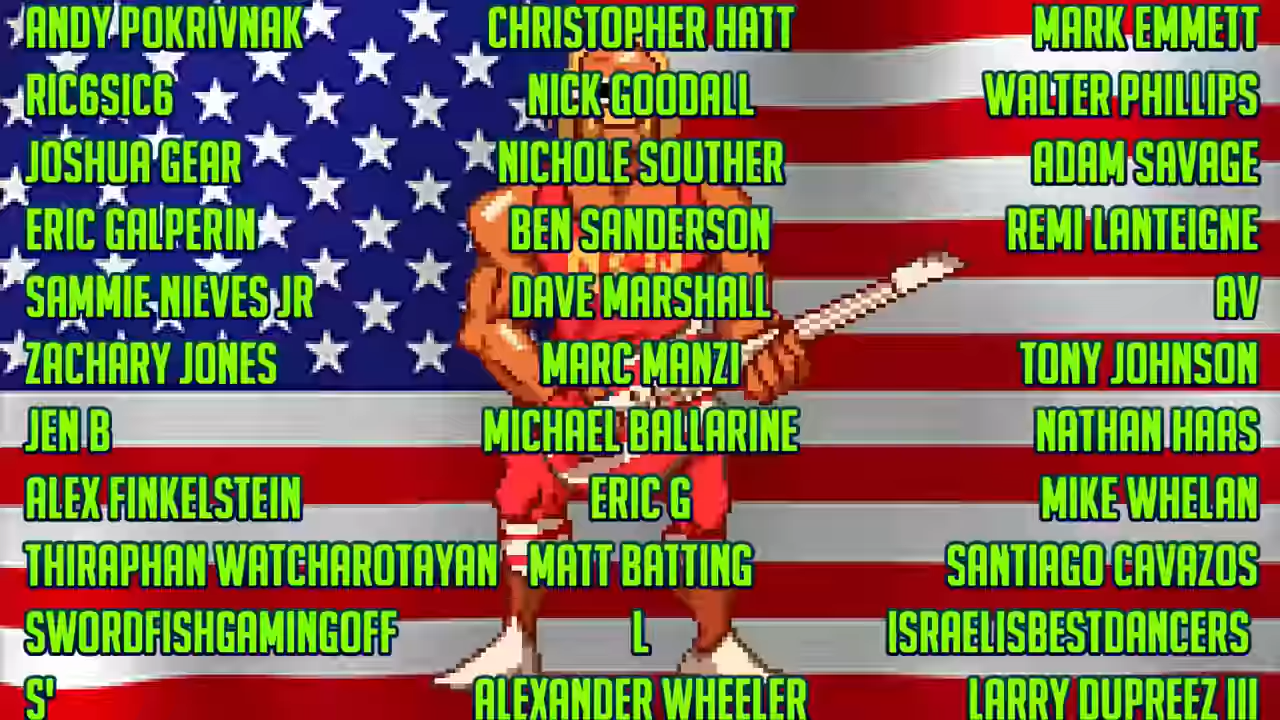 ANDY POKRIVNAK
CHRISTOPHER HATT
MARK EMMETT
RIC6SIC6
NICK GOODALL
WALTER PHILLIPS
JOSHUA GEAR
NICHOLE SOUTHER
ADAM SAVAGE
ERIC GALPERIN
BEN SANDERSON
REMI LANTEIGNE
SAMMIE NIEVES JR
DAVE MARSHALL
AV
ZACHARY JONES
MARC MANZI
TONY JOHNSON
JEN B
MICHAEL BALLARINE
NATHAN HAAS
ALEX FINKELSTEIN
ERIC G
MIKE WHELAN
THIRAPHAN WATCHAROTAYAN
MATT BATTING
SANTIAGO CAVAZOS
SWORDFISHGAMINGOFF
L
ISRAELISBESTDANCERS
S'
ALEXANDER WHEELER
LARRY DUPREEZ III